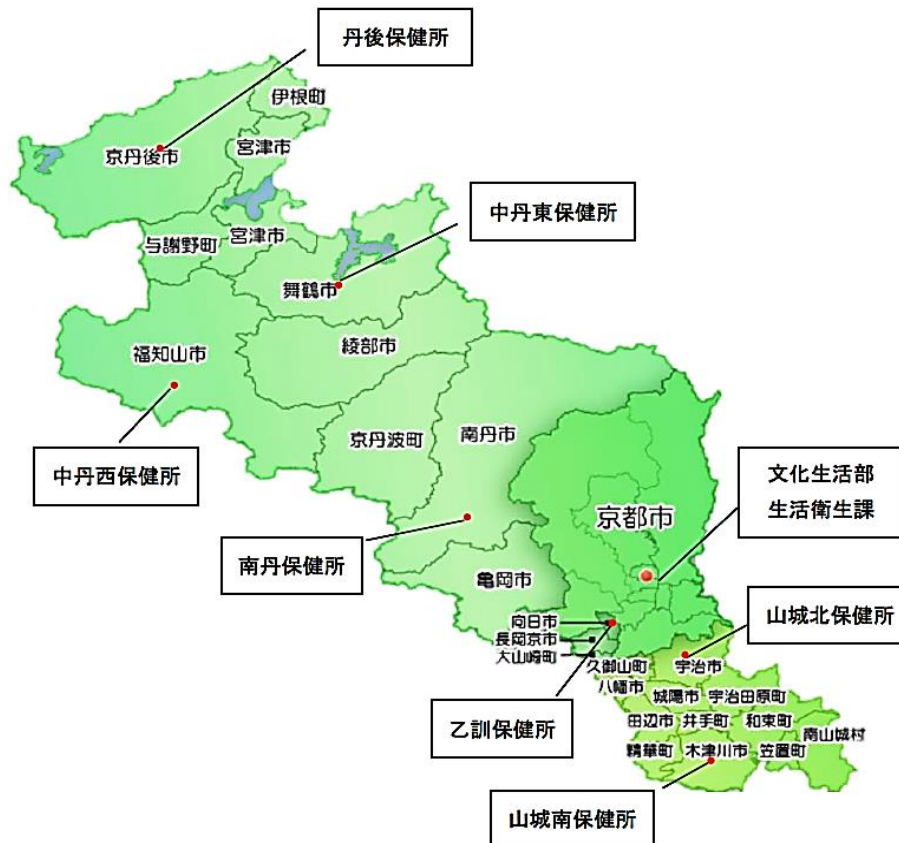 丹後保健所
伊根町
宮津市
京丹後市
中丹東保健所
宮津市
与謝野町
舞鶴市
綾部市
福知山市
京丹波町
南丹市
中丹西保健所
文化生活部
生活衛生課
京都市
南丹保健所
亀岡市
山城北保健所
向日市
長岡京市
大山崎町
久御山町
宇治市
八幡市
城陽市
宇治田原町
乙訓保健所
田辺市
井手町
和束町
南山城村
精華町
木津川市
笠置町
山城南保健所